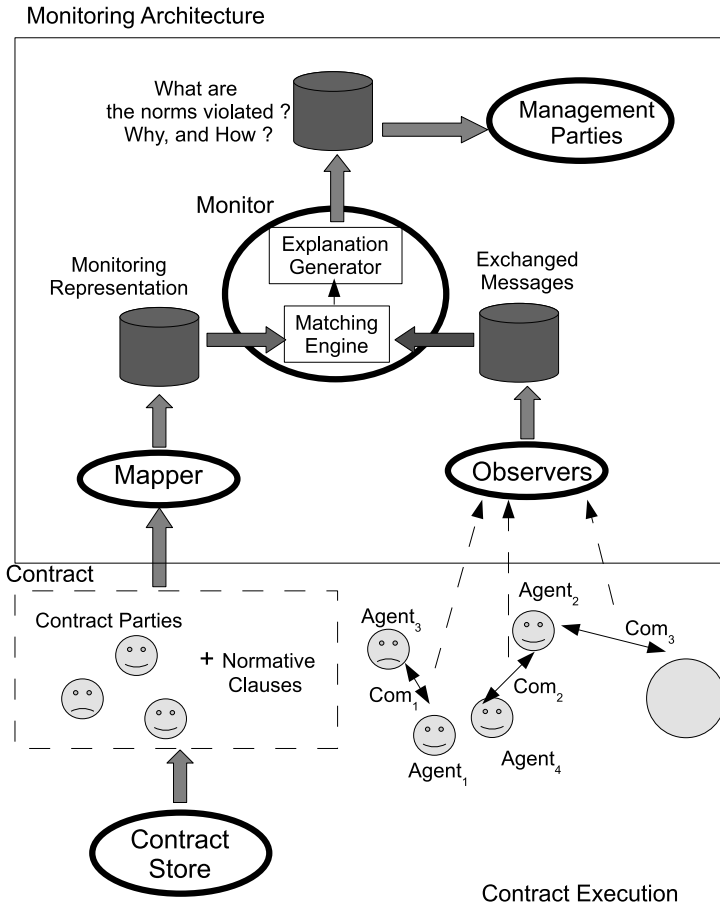 Monitoring Architecture
What are
the norms violated ?
Why, and How ?
Management
Parties
Monitor
Explanation
Generator
Monitoring
Representation
Exchanged
Messages
Matching
Engine
Mapper
Observers
Contract
Contract Parties
+ Normative
Clauses
Agent3
Agent2
Com3
Com1
Com2
Agent1
Agent4
Contract
Store
Contract Execution